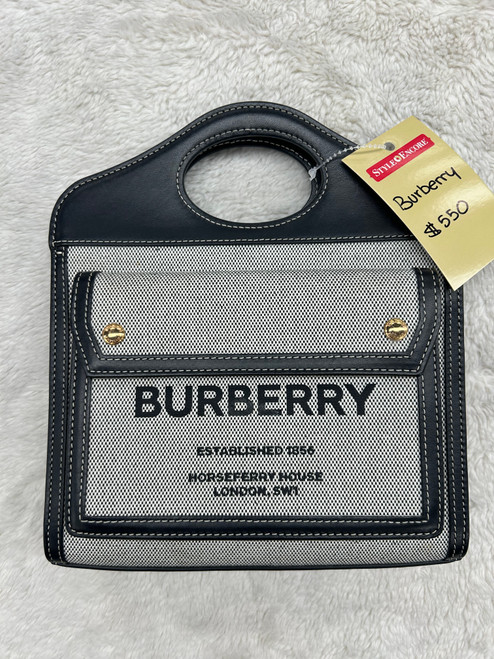 STYLE ENCORE
Burberry
$550
BURBERRY
ESTABLISHED 1856
HORSEFERRY HOUSE
LONDON, SW1